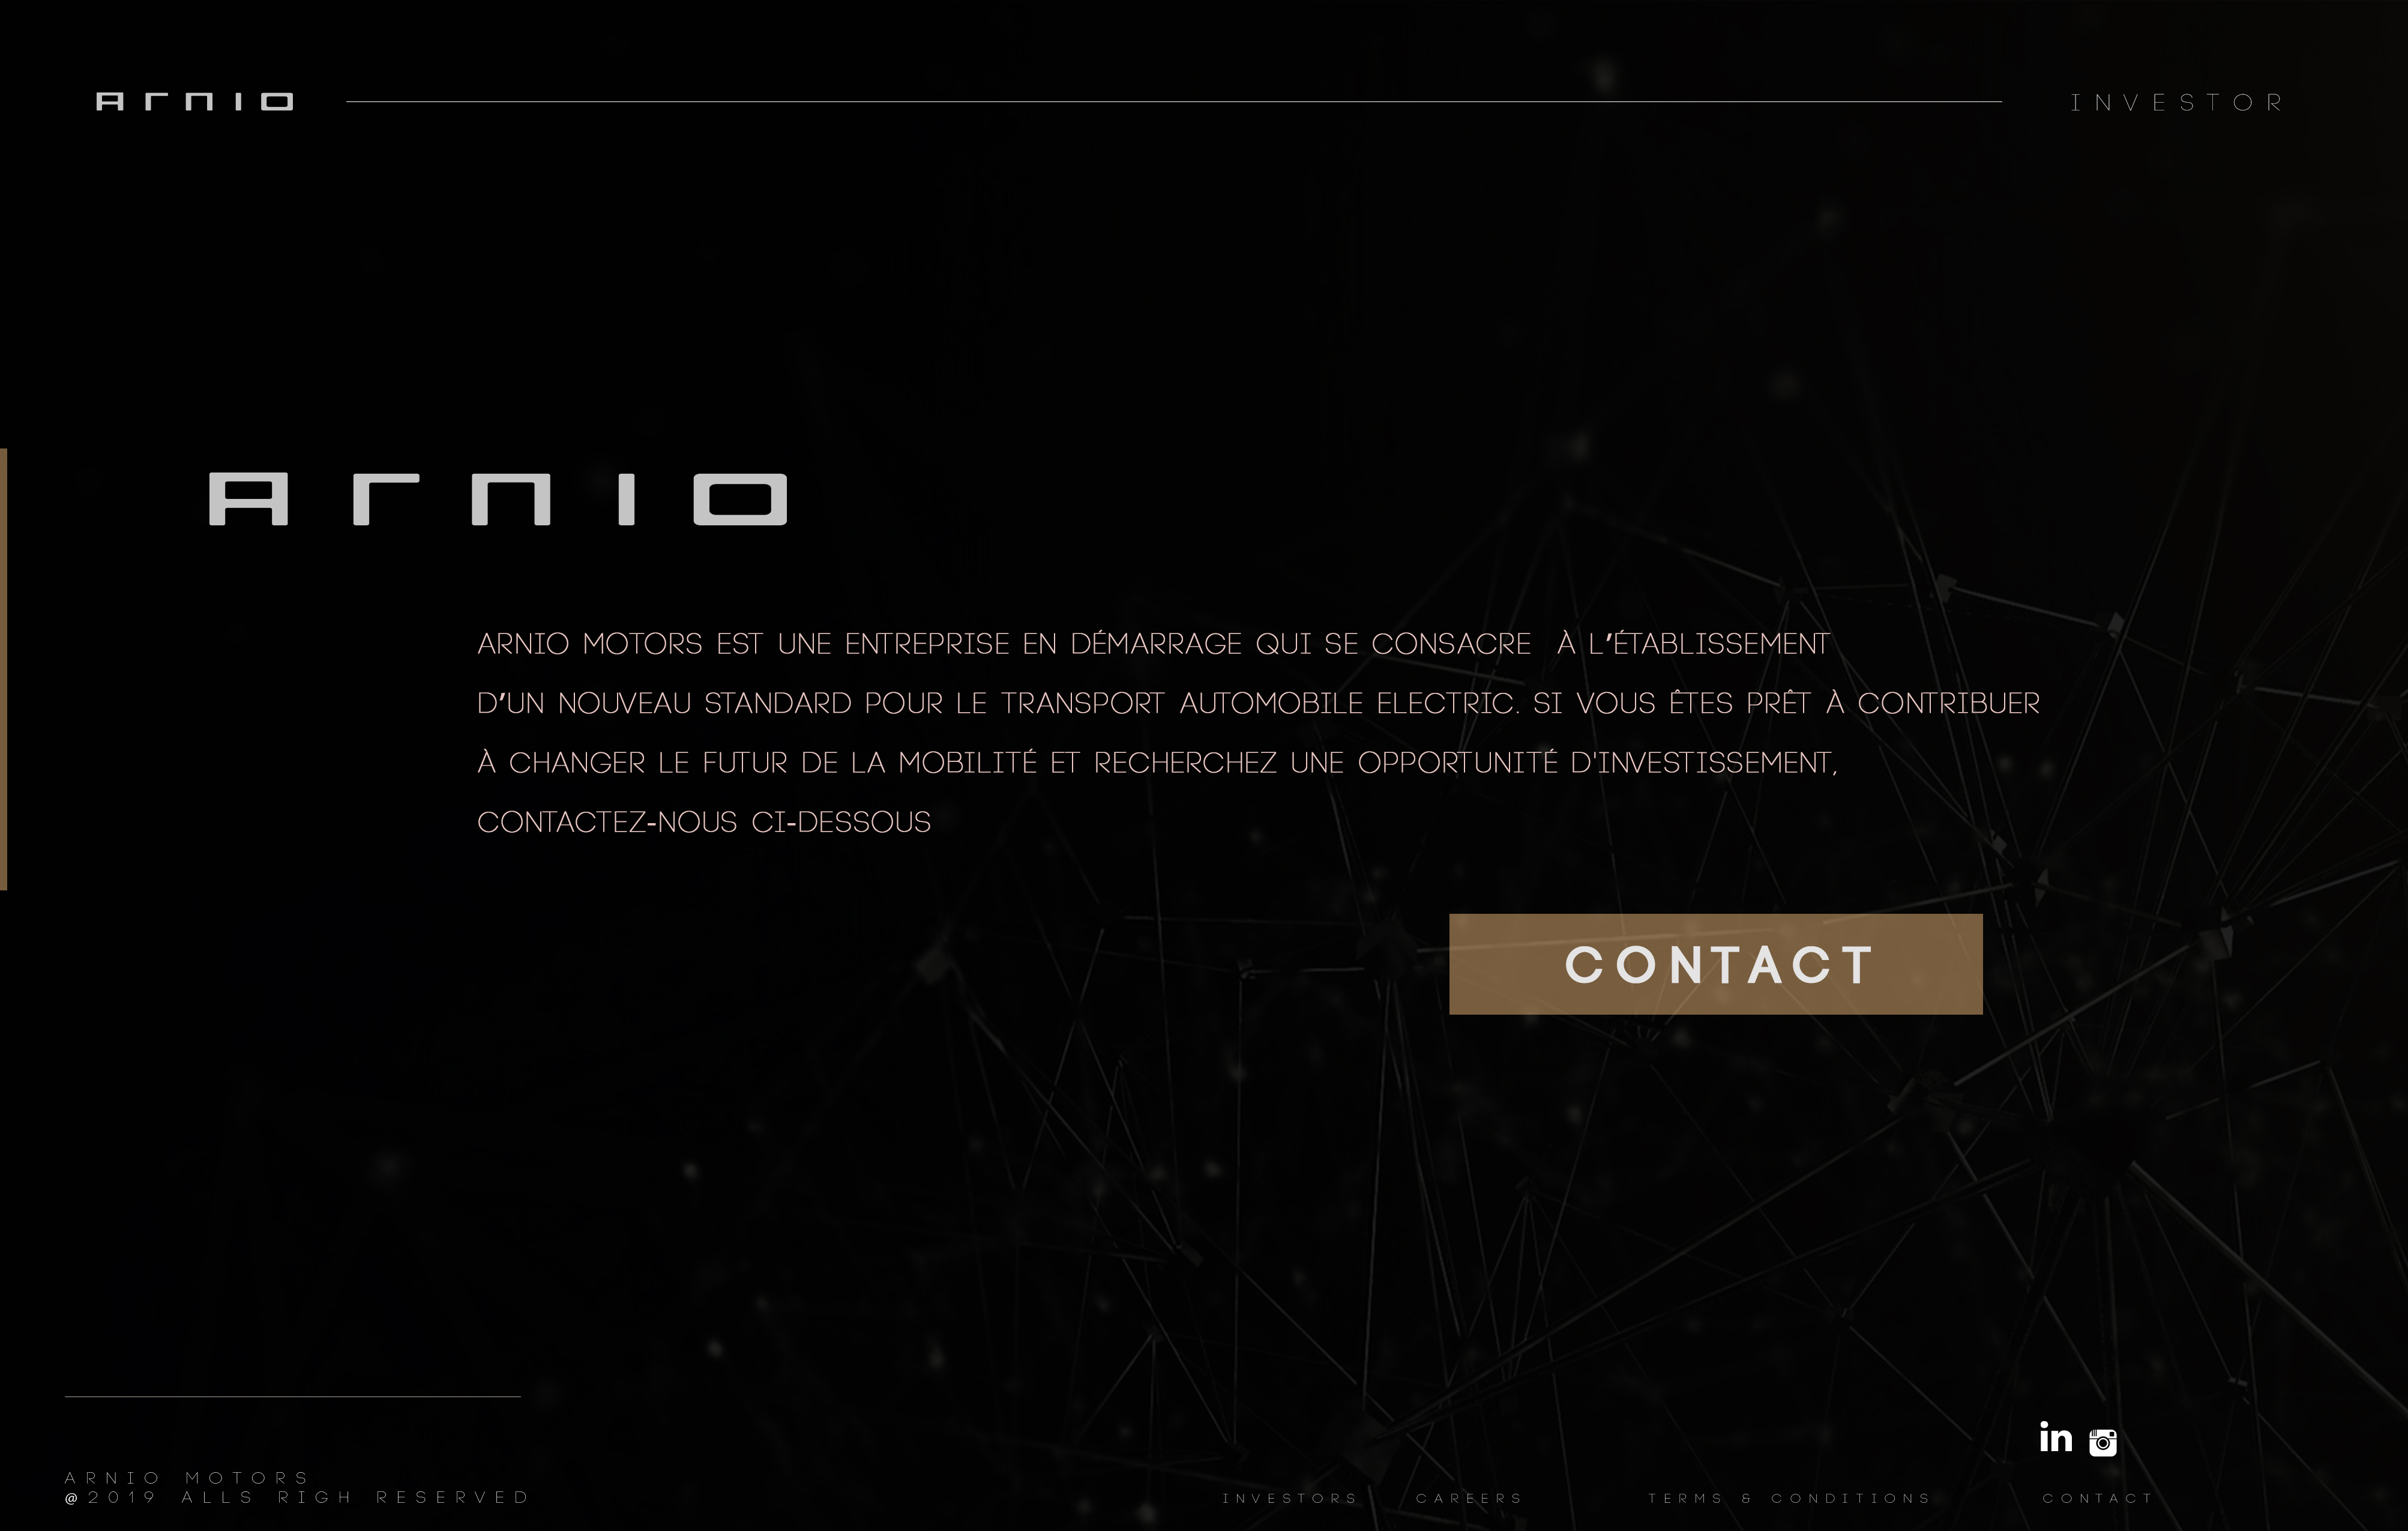 Arnio
INVESTOR
Arnio
ARNIO MOTORS EST UNE ENTREPRISE EN DÉMARRAGE QUI SE CONSACRE À L'ÉTABLISSEMENT
D'UN NOUVEAU STANDARD POUR LE TRANSPORT AUTOMOBILE ELECTRIC. SI VOUS ÊTES PRÊT À CONTRIBUER
À CHANGER LE FUTUR DE LA MOBILITÉ ET RECHERCHEZ UNE OPPORTUNITÉ D'INVESTISSEMENT,
CONTACTEZ-NOUS CI-DESSOUS
CONTACT
in
ARNIO MOTORS
@2019 ALLS RIGH RESERVED
INVESTORS CAREERS TERMS & CONDITIONS CONTACT